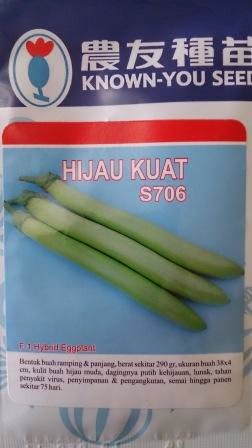 農友種苗
KNOWN-YOU SEED
HIJAU KUAT
S706
F-1 Hybrid Eggplant
Bentuk buah ramping & panjang, berat sekitar 290 gr, ukuran buah 38x4
cm, kulit buah hijau muda, dagingnya putih kehijauan, lunak, tahan
penyakit virus, penyimpanan & pengangkutan, semai hingga panen
sekitar 75 hari.